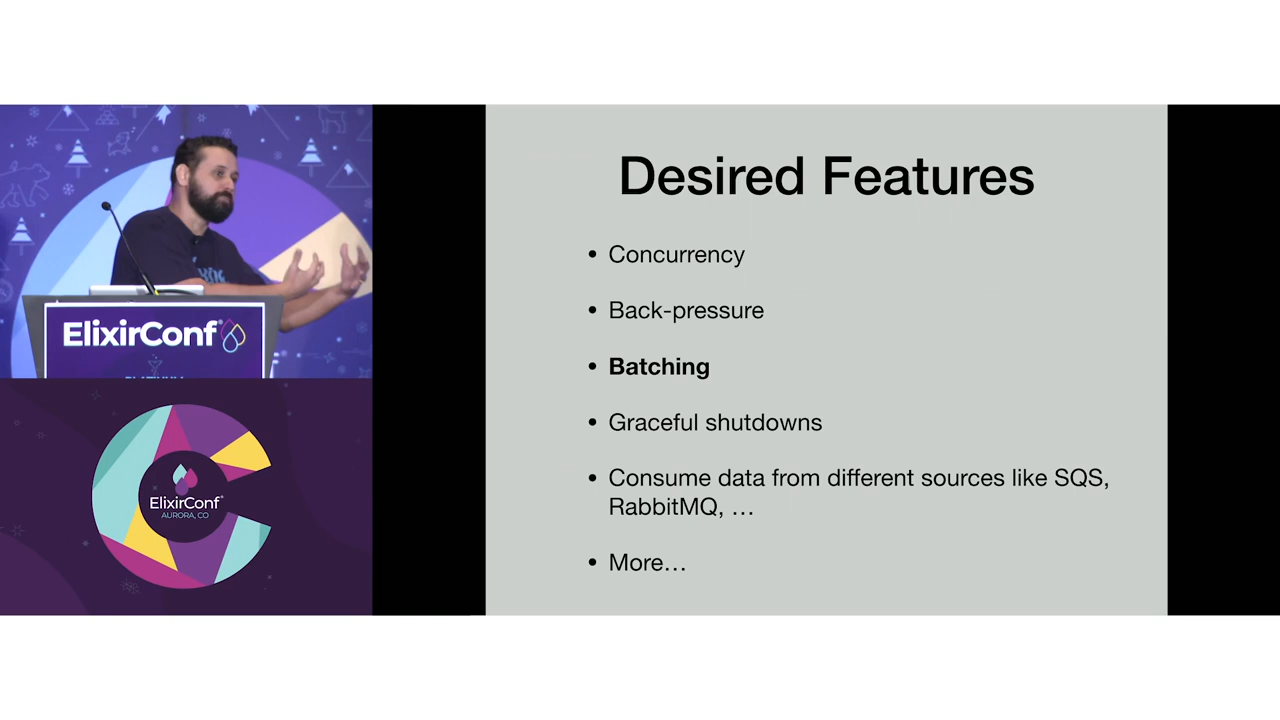 Desired Features
• Concurrency
• Back-pressure
• Batching
• Graceful shutdowns
• Consume data from different sources like SQS,
RabbitMQ, …
• More…
ElixirConf
PLATINUM
ElixirConf
AURORA, CO